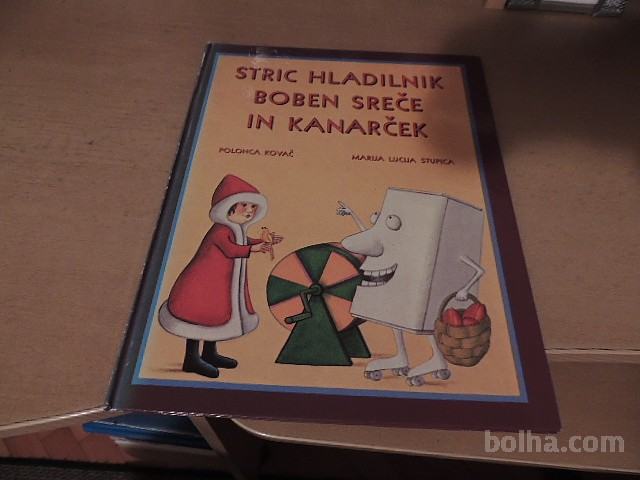 STRIC HLADILNIK
BOBEN SREČE
IN KANARČEK
POLONCA KOVAČ MARIJA LUCIJA STUPICA
bolha.com